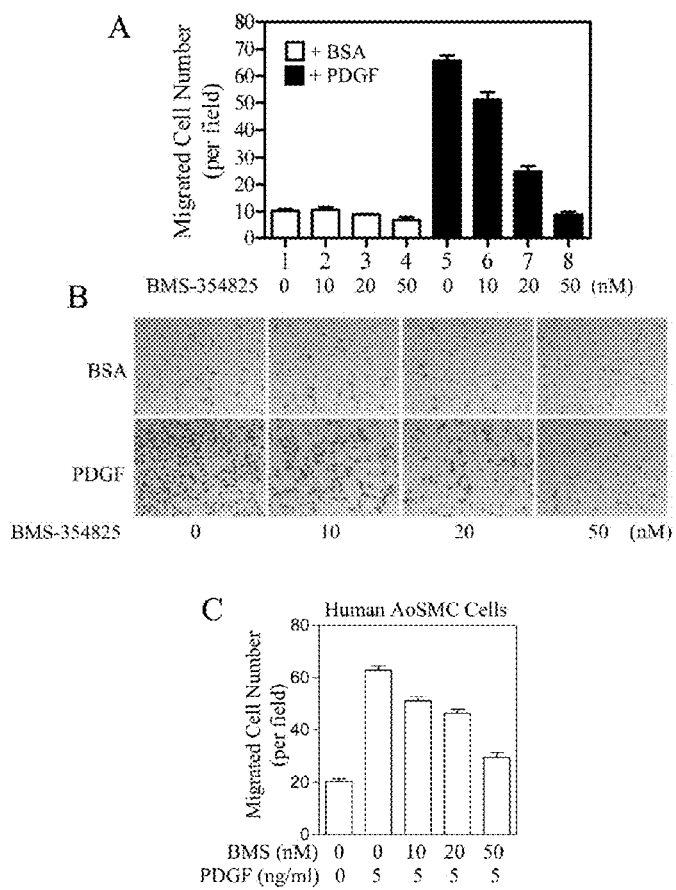 A
80
70
60
50
40
30
20
10
0
Migrated Cell Number
(per field)
+ BSA
+ PDGF
1 2 3 4 5 6 7 8
BMS-354825 0 10 20 50 0 10 20 50 (nM)
B
BSA
PDGF
BMS-354825 0 10 20 50 (nM)
C
Human AoSMC Cells
80
60
40
20
0
Migrated Cell Number
(per field)
BMS (nM) 0 0 10 20 50
PDGF (ng/ml) 0 5 5 5 5